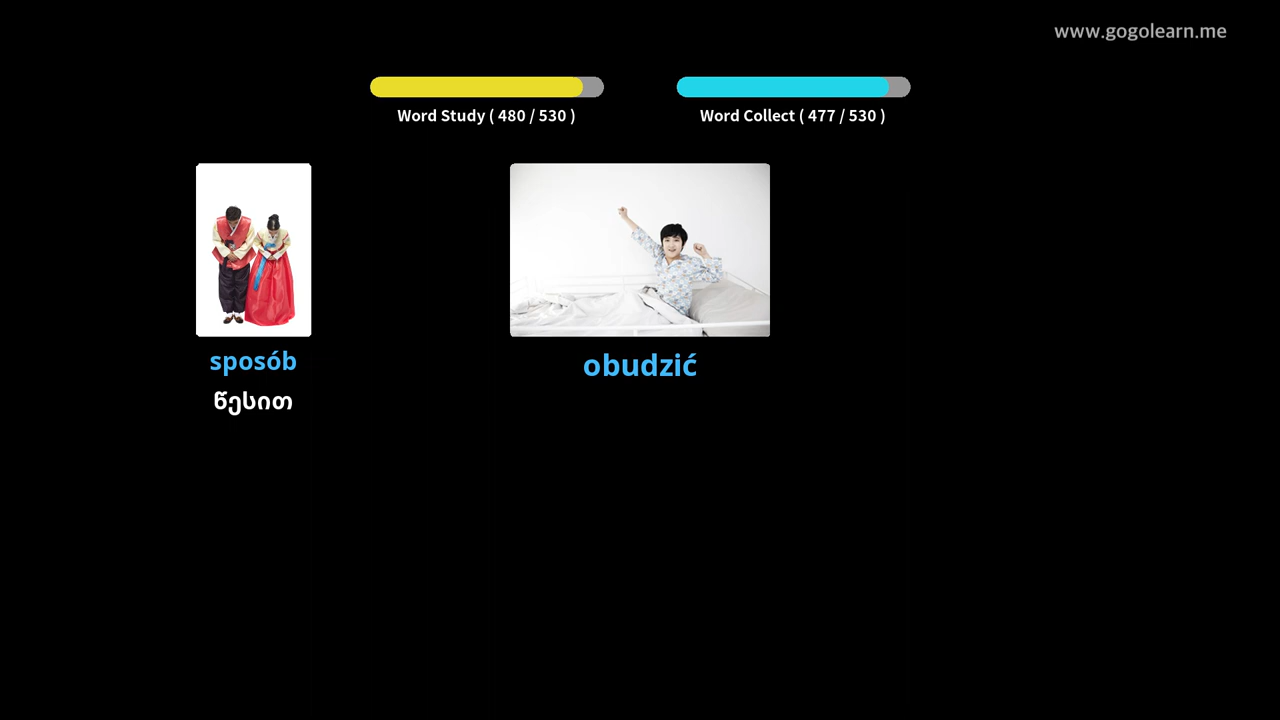 www.gogolearn.me
Word Study ( 480 / 530 )
Word Collect ( 477 / 530 )
sposób
წესით
obudzić